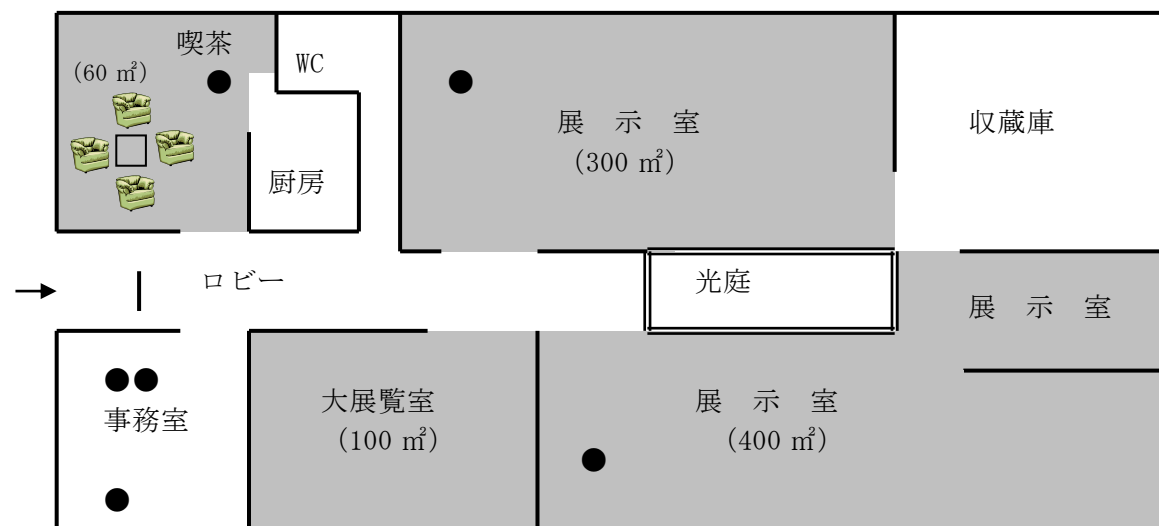 喫茶
（60 ㎡）
WC
厨房
展 示 室
（300 ㎡）
収蔵庫
ロビー
光庭
展 示 室
事務室
大展覧室
（100 ㎡）
展 示 室
（400 ㎡）